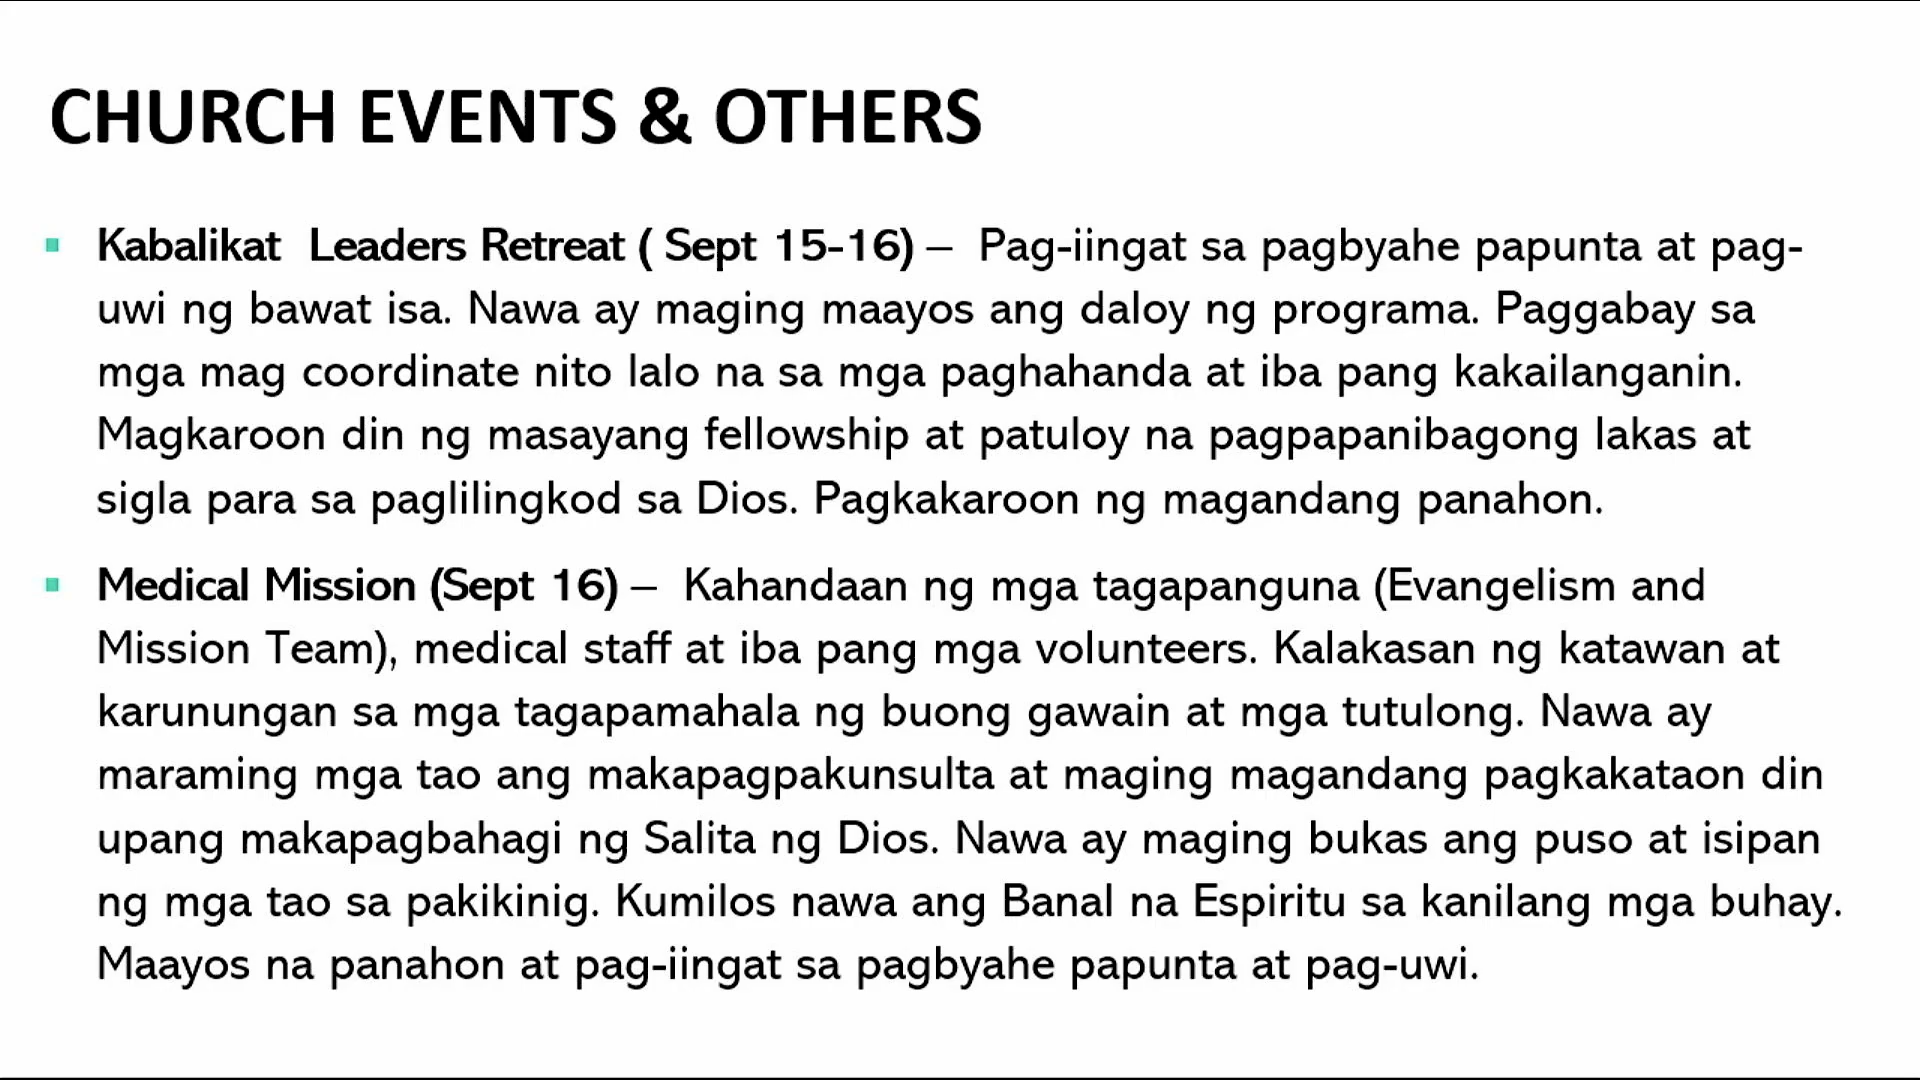 CHURCH EVENTS & OTHERS
Kabalikat Leaders Retreat ( Sept 15-16) – Pag-iingat sa pagbyahe papunta at pag-
uwi ng bawat isa. Nawa ay maging maayos ang daloy ng programa. Paggabay sa
mga mag coordinate nito lalo na sa mga paghahanda at iba pang kakailanganin.
Magkaroon din ng masayang fellowship at patuloy na pagpapanibagong lakas at
sigla para sa paglilingkod sa Dios. Pagkakaroon ng magandang panahon.
Medical Mission (Sept 16) – Kahandaan ng mga tagapanguna (Evangelism and
Mission Team), medical staff at iba pang mga volunteers. Kalakasan ng katawan at
karunungan sa mga tagapamahala ng buong gawain at mga tutulong. Nawa ay
maraming mga tao ang makapagpakunsulta at maging magandang pagkakataon din
upang makapagbahagi ng Salita ng Dios. Nawa ay maging bukas ang puso at isipan
ng mga tao sa pakikinig. Kumilos nawa ang Banal na Espiritu sa kanilang mga buhay.
Maayos na panahon at pag-iingat sa pagbyahe papunta at pag-uwi.